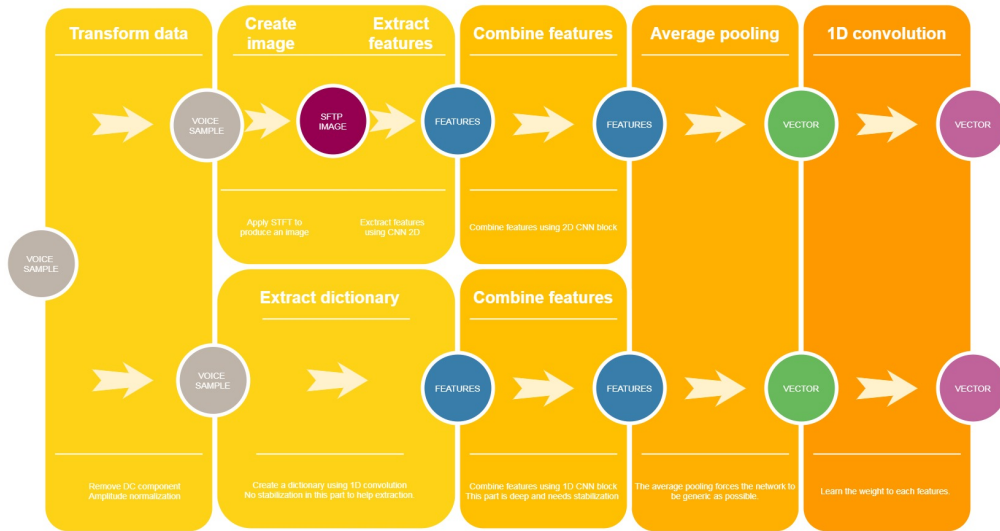 Transform data
Create
image
Extract
features
Combine features
Average pooling
1D convolution
VOICE
SAMPLE
SFTP
IMAGE
FEATURES
FEATURES
VECTOR
VECTOR
Apply STFT to
produce an image
Exctract features
using CNN 2D
Combine features using 2D CNN block
VOICE
SAMPLE
Extract dictionary
Combine features
VOICE
SAMPLE
FEATURES
FEATURES
VECTOR
VECTOR
Remove DC component
Amplitude normalization
Create a dictionary using 1D convolution
No stabilization in this part to help extraction.
Combine features using 1D CNN block
This part is deep and needs stabilization
The average pooling forces the network to
be generic as possible.
Learn the weight to each features.